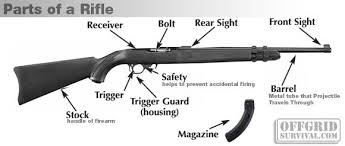 Parts of a Rifle
Receiver
Bolt
Rear Sight
Front Sight
Safety
helps to prevent accidental firing
Trigger
Trigger Guard
(housing)
Barrel
Metal tube that Projectile
Travels Through
Stock
handle of firearm
Magazine
OFFGRID
SURVIVAL.COM